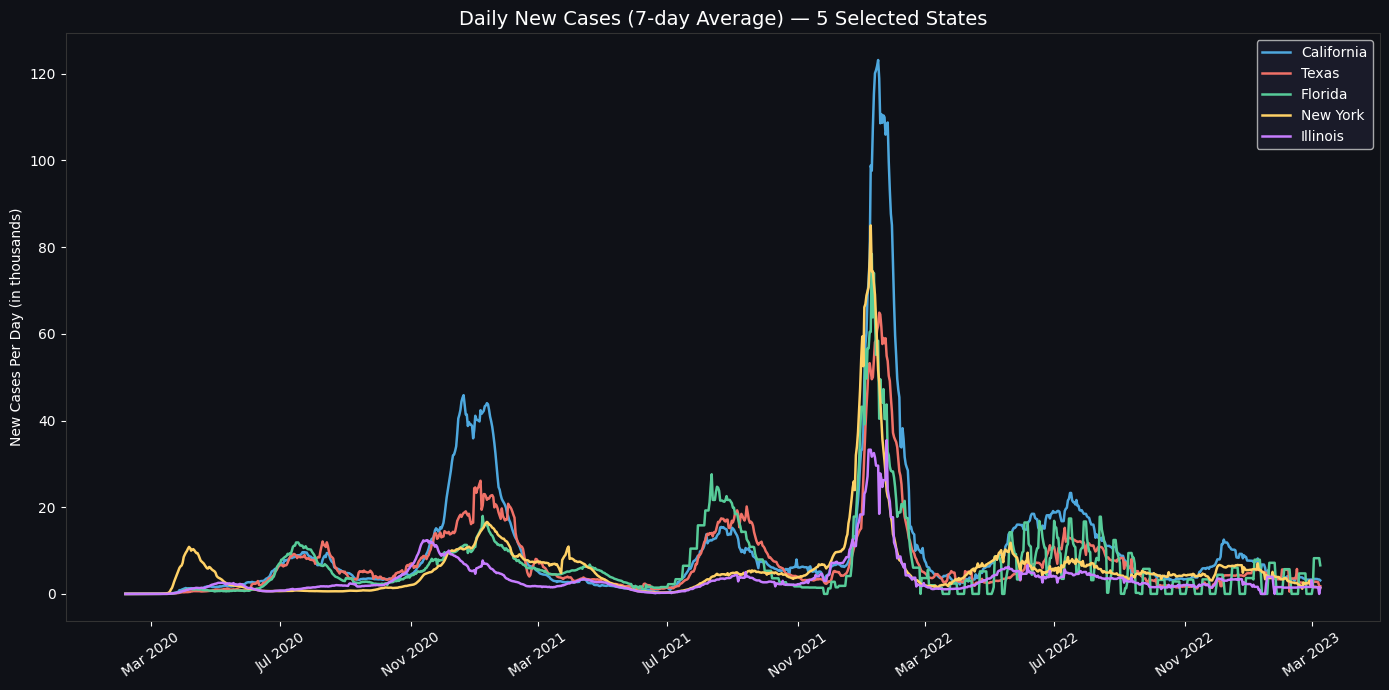 Daily New Cases (7-day Average) — 5 Selected States
New Cases Per Day (in thousands)
120
100
80
60
40
20
0
California
Texas
Florida
New York
Illinois
Mar 2020
Jul 2020
Nov 2020
Mar 2021
Jul 2021
Nov 2021
Mar 2022
Jul 2022
Nov 2022
Mar 2023